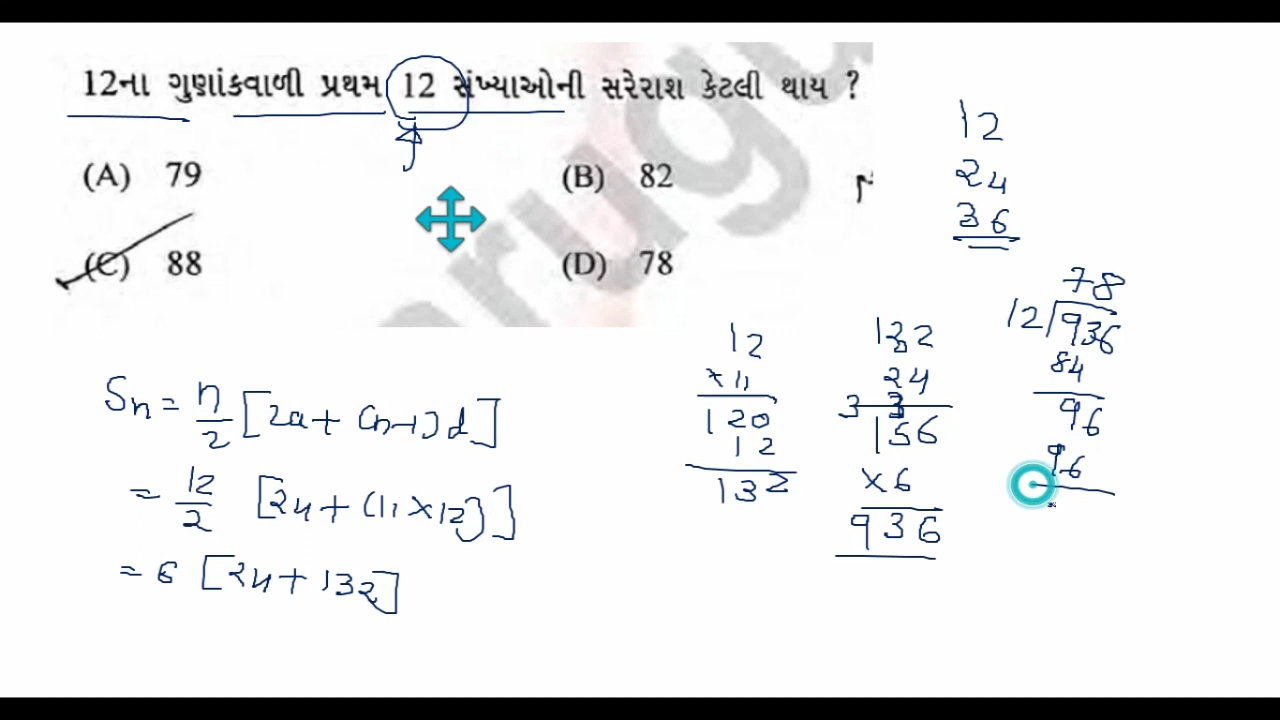 12ના ગુણાંકવાળી પ્રથમ 12 સંખ્યાઓની સરેરાશ કેટલી થાય ?
(A) 79
(B) 82
(C) 88
(D) 78
12
24
36
Sn = n/2 [2a + (n-1)d]
= 12/2 [24 + (11×12)]
= 6 [24 + 132]
12
×11
120
12
132
132
24
156
×6
936
78
12)936
84
96
96